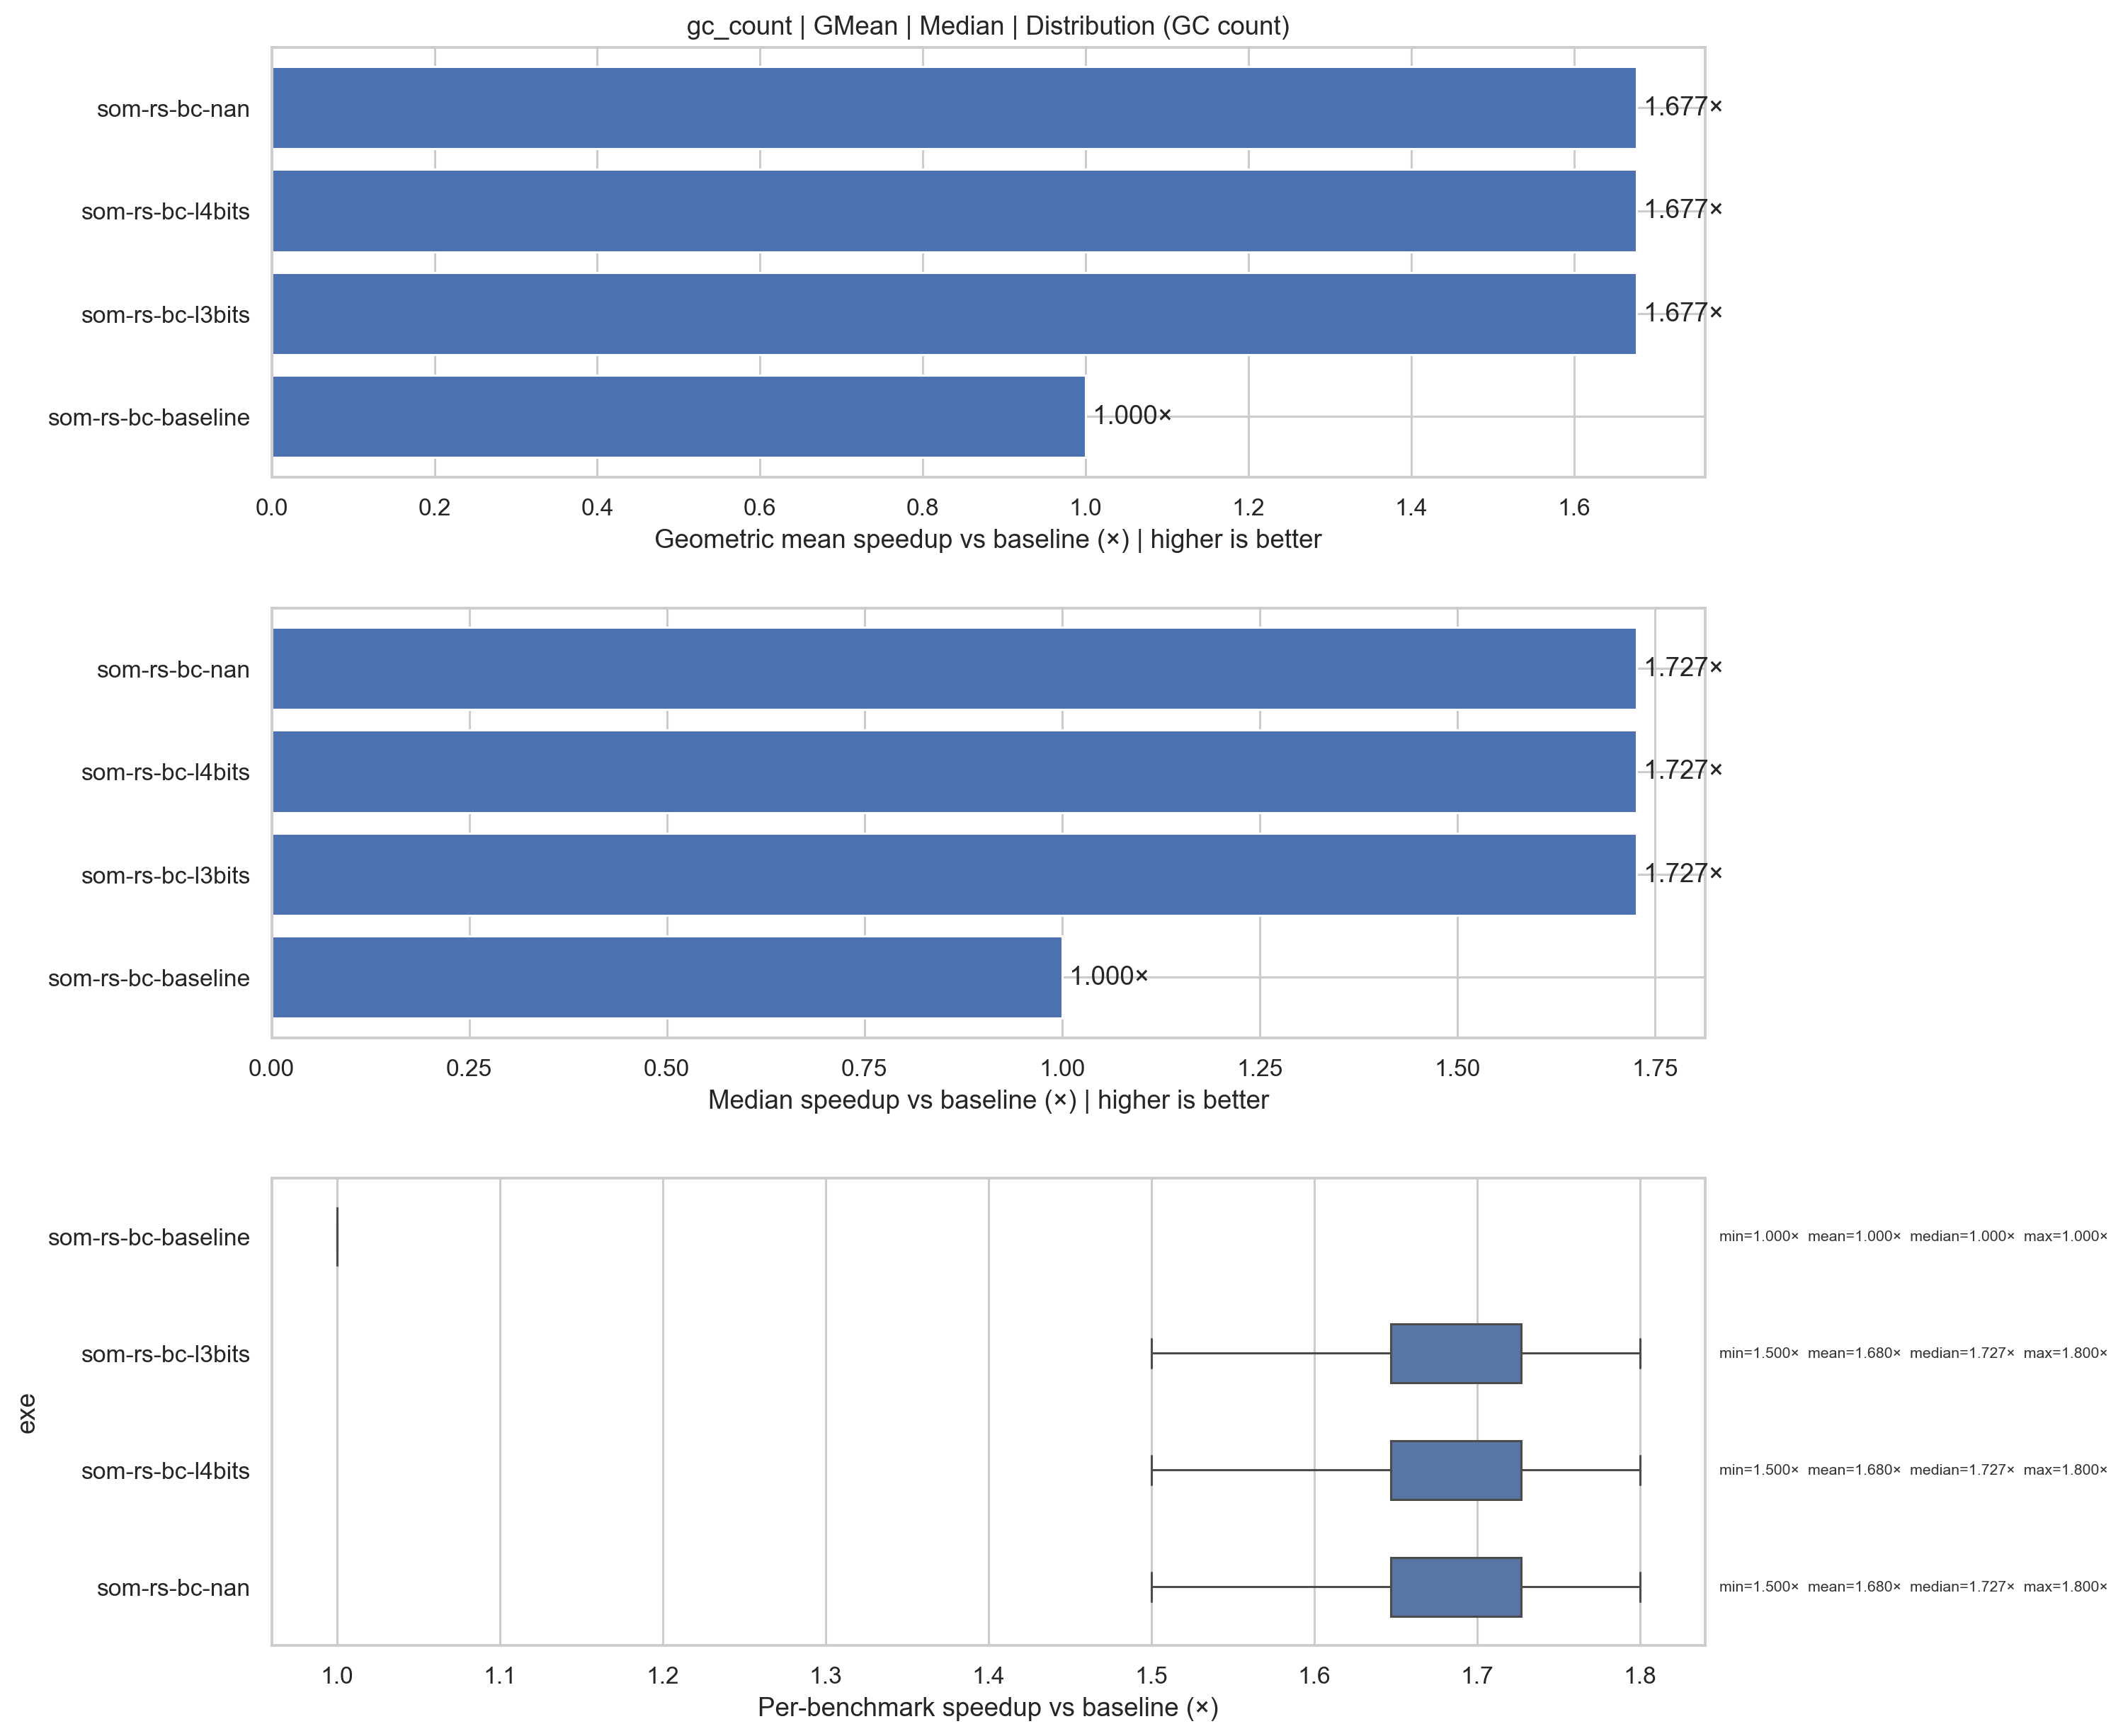 gc_count | GMean | Median | Distribution (GC count)
som-rs-bc-nan
1.677×
som-rs-bc-l4bits
1.677×
som-rs-bc-l3bits
1.677×
som-rs-bc-baseline
1.000×
0.0 0.2 0.4 0.6 0.8 1.0 1.2 1.4 1.6
Geometric mean speedup vs baseline (×) | higher is better
som-rs-bc-nan
1.727×
som-rs-bc-l4bits
1.727×
som-rs-bc-l3bits
1.727×
som-rs-bc-baseline
1.000×
0.00 0.25 0.50 0.75 1.00 1.25 1.50 1.75
Median speedup vs baseline (×) | higher is better
exe
som-rs-bc-baseline
min=1.000× mean=1.000× median=1.000× max=1.000×
som-rs-bc-l3bits
min=1.500× mean=1.680× median=1.727× max=1.800×
som-rs-bc-l4bits
min=1.500× mean=1.680× median=1.727× max=1.800×
som-rs-bc-nan
min=1.500× mean=1.680× median=1.727× max=1.800×
1.0 1.1 1.2 1.3 1.4 1.5 1.6 1.7 1.8
Per-benchmark speedup vs baseline (×)